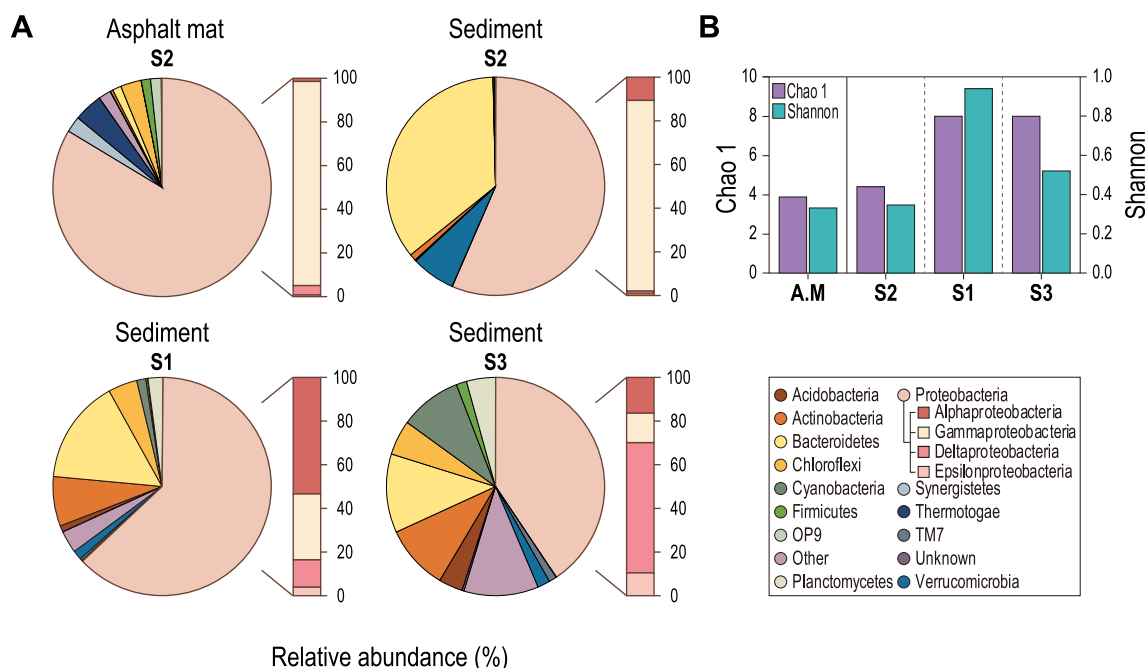 A
Asphalt mat
S2
100
80
60
40
20
0
Sediment
S2
100
80
60
40
20
0
Sediment
S1
100
80
60
40
20
0
Sediment
S3
100
80
60
40
20
0
Relative abundance (%)
B
10
8
6
4
2
0
Chao 1
Chao 1
Shannon
1.0
0.8
0.6
0.4
0.2
0.0
Shannon
A.M S2 S1 S3
Acidobacteria
Actinobacteria
Bacteroidetes
Chloroflexi
Cyanobacteria
Firmicutes
OP9
Other
Planctomycetes
Proteobacteria
Alphaproteobacteria
Gammaproteobacteria
Deltaproteobacteria
Epsilonproteobacteria
Synergistetes
Thermotogae
TM7
Unknown
Verrucomicrobia